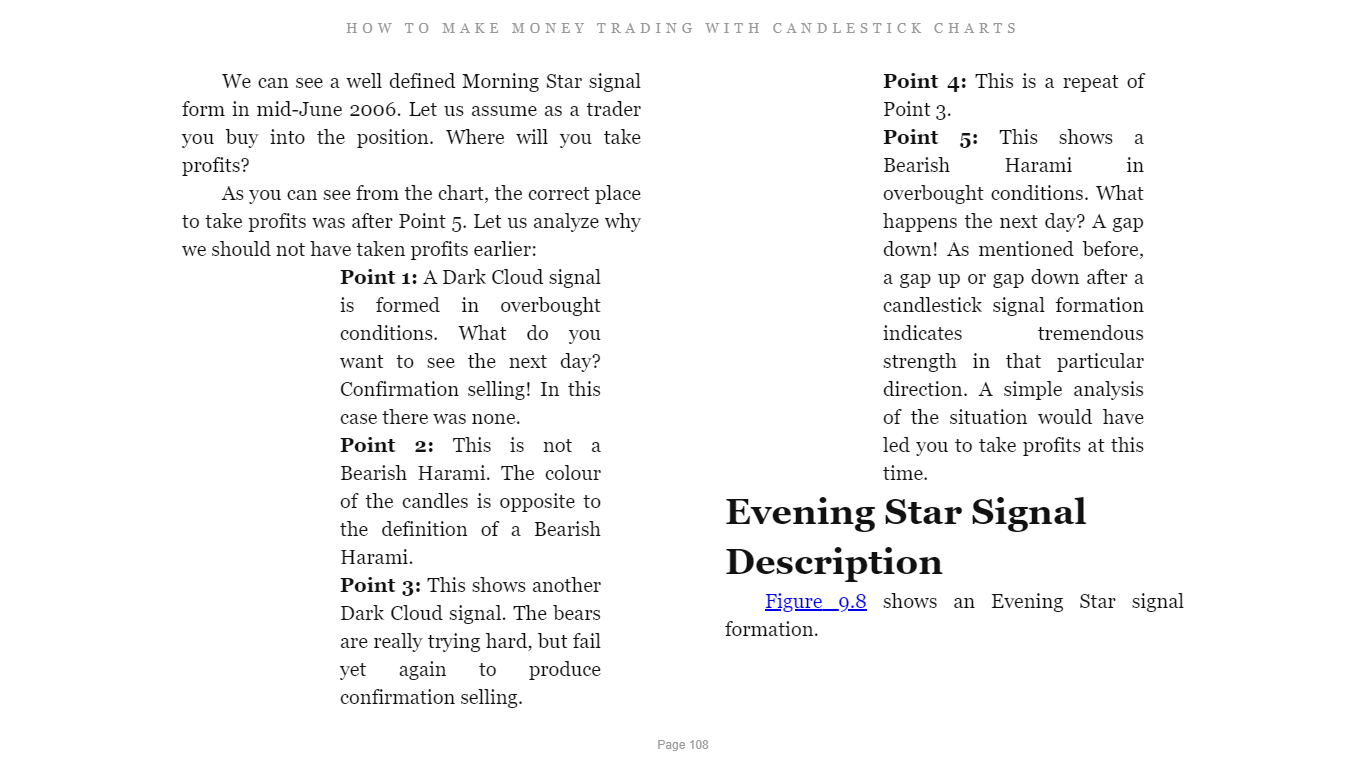 HOW TO MAKE MONEY TRADING WITH CANDLESTICK CHARTS
We can see a well defined Morning Star signal
form in mid-June 2006. Let us assume as a trader
you buy into the position. Where will you take
profits?
As you can see from the chart, the correct place
to take profits was after Point 5. Let us analyze why
we should not have taken profits earlier:
Point 1: A Dark Cloud signal
is formed in overbought
conditions. What do you
want to see the next day?
Confirmation selling! In this
case there was none.
Point 2: This is not a
Bearish Harami. The colour
of the candles is opposite to
the definition of a Bearish
Harami.
Point 3: This shows another
Dark Cloud signal. The bears
are really trying hard, but fail
yet again to produce
confirmation selling.
Point 4: This is a repeat of
Point 3.
Point 5: This shows a
Bearish Harami in
overbought conditions. What
happens the next day? A gap
down! As mentioned before,
a gap up or gap down after a
candlestick signal formation
indicates tremendous
strength in that particular
direction. A simple analysis
of the situation would have
led you to take profits at this
time.
Evening Star Signal
Description
Figure 9.8 shows an Evening Star signal
formation.
Page 108